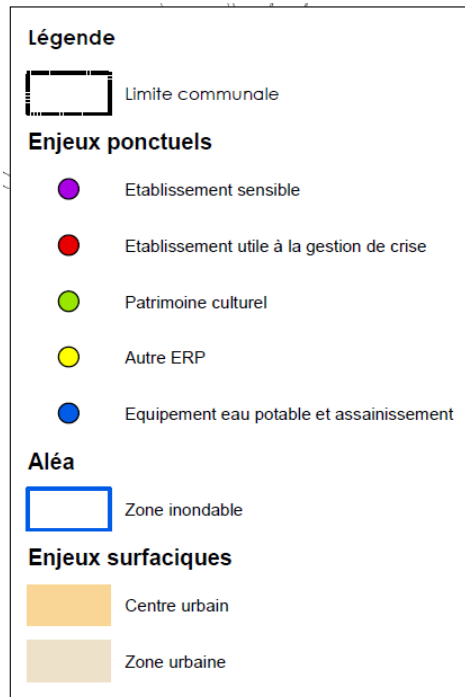 Légende
Limite communale
Enjeux ponctuels
Etablissement sensible
Etablissement utile à la gestion de crise
Patrimoine culturel
Autre ERP
Equipement eau potable et assainissement
Aléa
Zone inondable
Enjeux surfaciques
Centre urbain
Zone urbaine